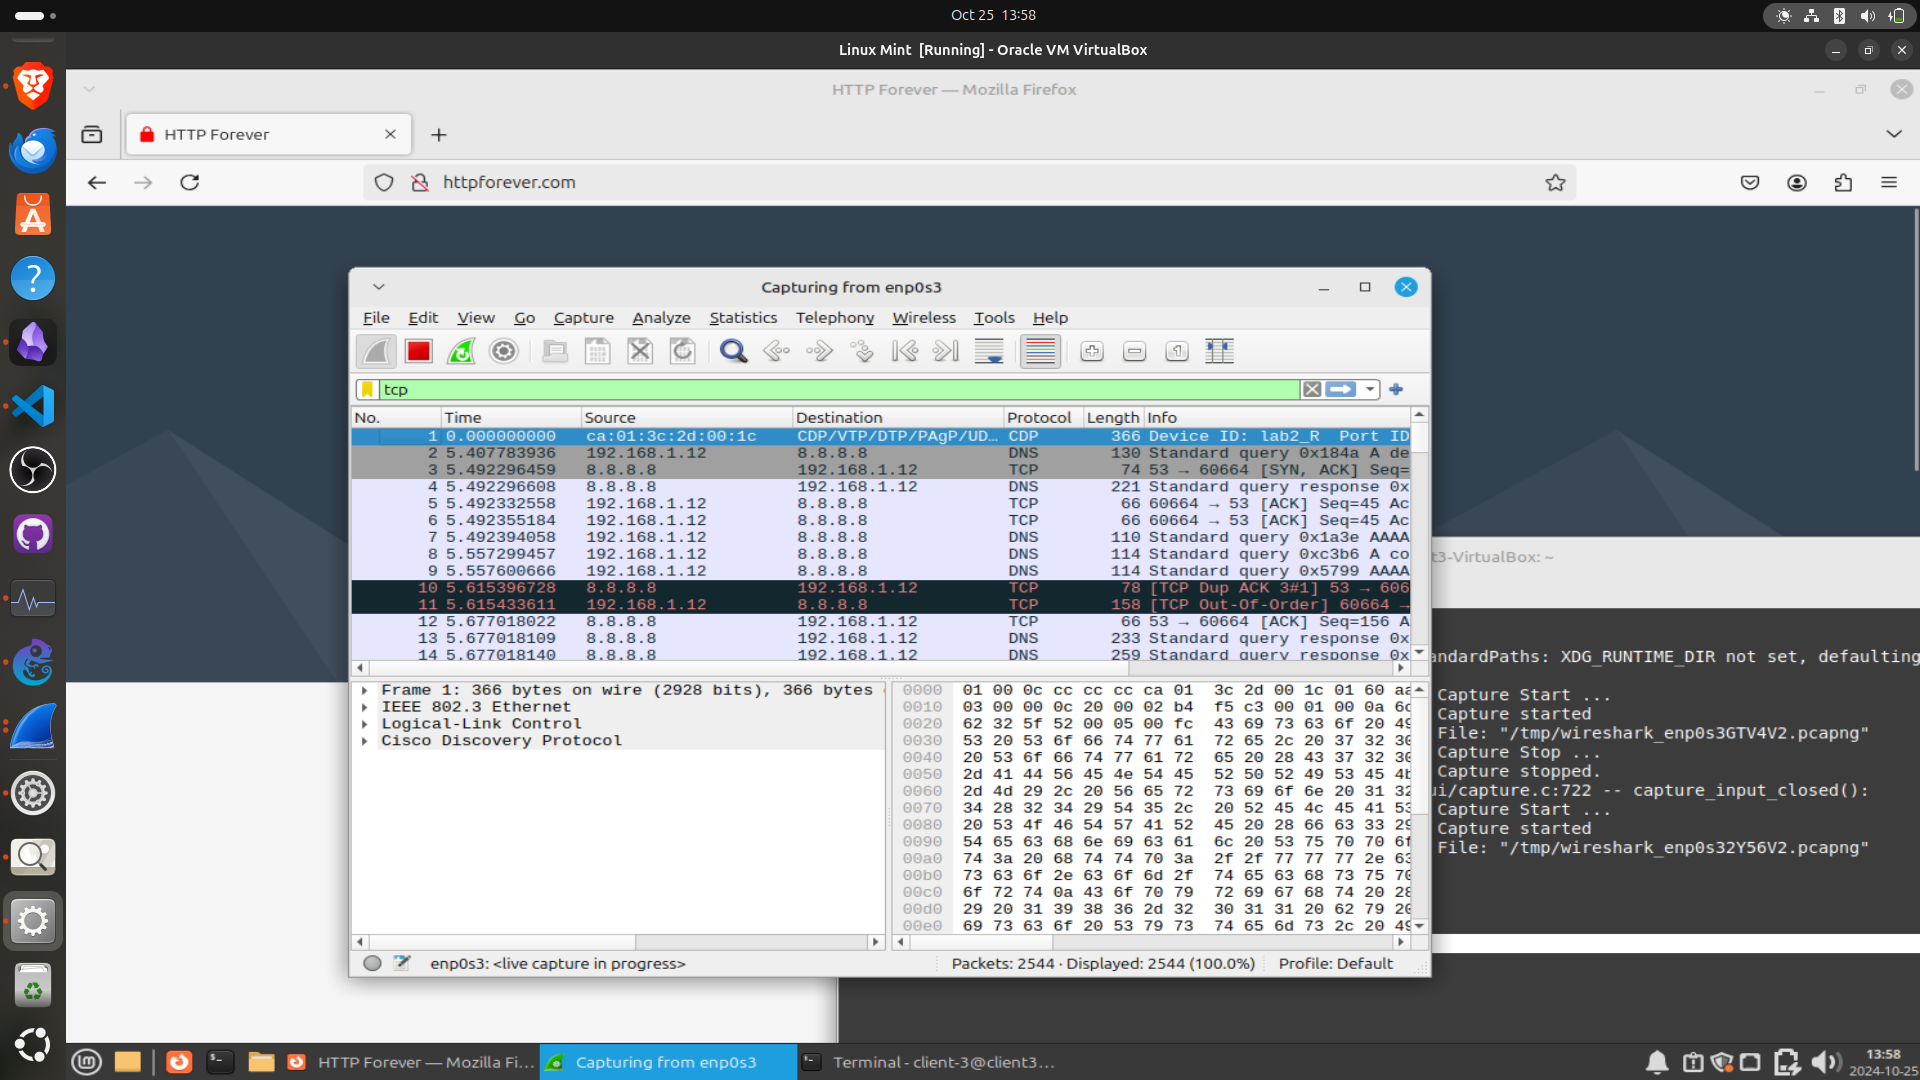 Oct 25 13:58
Linux Mint [Running] - Oracle VM VirtualBox
HTTP Forever — Mozilla Firefox
HTTP Forever
httpforever.com
Capturing from enp0s3
File Edit View Go Capture Analyze Statistics Telephony Wireless Tools Help
tcp
No. Time Source Destination Protocol Length Info
1 0.000000000 ca:01:3c:2d:00:1c CDP/VTP/DTP/PAgP/UD… CDP 366 Device ID: lab2_R Port ID
2 5.407783936 192.168.1.12 8.8.8.8 DNS 130 Standard query 0x184a A de
3 5.492296459 8.8.8.8 192.168.1.12 TCP 74 53 → 60664 [SYN, ACK] Seq=
4 5.492296608 8.8.8.8 192.168.1.12 DNS 221 Standard query response 0x
5 5.492332558 192.168.1.12 8.8.8.8 TCP 66 60664 → 53 [ACK] Seq=45 Ac
6 5.492355184 192.168.1.12 8.8.8.8 TCP 66 60664 → 53 [ACK] Seq=45 Ac
7 5.492394058 192.168.1.12 8.8.8.8 DNS 110 Standard query 0x1a3e AAAA
8 5.557299457 192.168.1.12 8.8.8.8 DNS 114 Standard query 0xc3b6 A co
9 5.557600666 192.168.1.12 8.8.8.8 DNS 114 Standard query 0x5799 AAAA
10 5.615396728 8.8.8.8 192.168.1.12 TCP 78 [TCP Dup ACK 3#1] 53 → 606
11 5.615433611 192.168.1.12 8.8.8.8 TCP 158 [TCP Out-Of-Order] 60664 →
12 5.677018022 8.8.8.8 192.168.1.12 TCP 66 53 → 60664 [ACK] Seq=156 A
13 5.677018109 8.8.8.8 192.168.1.12 DNS 233 Standard query response 0x
14 5.677018140 8.8.8.8 192.168.1.12 DNS 259 Standard query response 0x
Frame 1: 366 bytes on wire (2928 bits), 366 bytes
IEEE 802.3 Ethernet
Logical-Link Control
Cisco Discovery Protocol
0000 01 00 0c cc cc cc ca 01 3c 2d 00 1c 01 60 aa
0010 03 00 00 0c 20 00 02 b4 f5 c3 00 01 00 0a 6c
0020 62 32 5f 52 00 05 00 fc 43 69 73 63 6f 20 49
0030 53 20 53 6f 66 74 77 61 72 65 2c 20 37 32 30
0040 20 53 6f 66 74 77 61 72 65 20 28 43 37 32 30
0050 2d 41 44 56 45 4e 54 45 52 50 52 49 53 45 4b
0060 2d 4d 29 2c 20 56 65 72 73 69 6f 6e 20 31 32
0070 34 28 32 34 29 54 35 2c 20 52 45 4c 45 41 53
0080 20 53 4f 46 54 57 41 52 45 20 28 66 63 33 29
0090 54 65 63 68 6e 69 63 61 6c 20 53 75 70 70 6f
00a0 74 3a 20 68 74 74 70 3a 2f 2f 77 77 77 2e 63
00b0 73 63 6f 2e 63 6f 6d 2f 74 65 63 68 73 75 70
00c0 6f 72 74 0a 43 6f 70 79 72 69 67 68 74 20 28
00d0 29 20 31 39 38 36 2d 32 30 31 31 20 62 79 20
00e0 69 73 63 6f 20 53 79 73 74 65 6d 73 2c 20 49
enp0s3: <live capture in progress>
Packets: 2544 · Displayed: 2544 (100.0%)
Profile: Default
t3-VirtualBox: ~
andardPaths: XDG_RUNTIME_DIR not set, defaulting
Capture Start ...
Capture started
File: "/tmp/wireshark_enp0s3GTV4V2.pcapng"
Capture Stop ...
Capture stopped.
ui/capture.c:722 -- capture_input_closed():
Capture Start ...
Capture started
File: "/tmp/wireshark_enp0s32Y56V2.pcapng"
HTTP Forever — Mozilla Fi...
Capturing from enp0s3
Terminal - client-3@client3...
13:58
2024-10-25